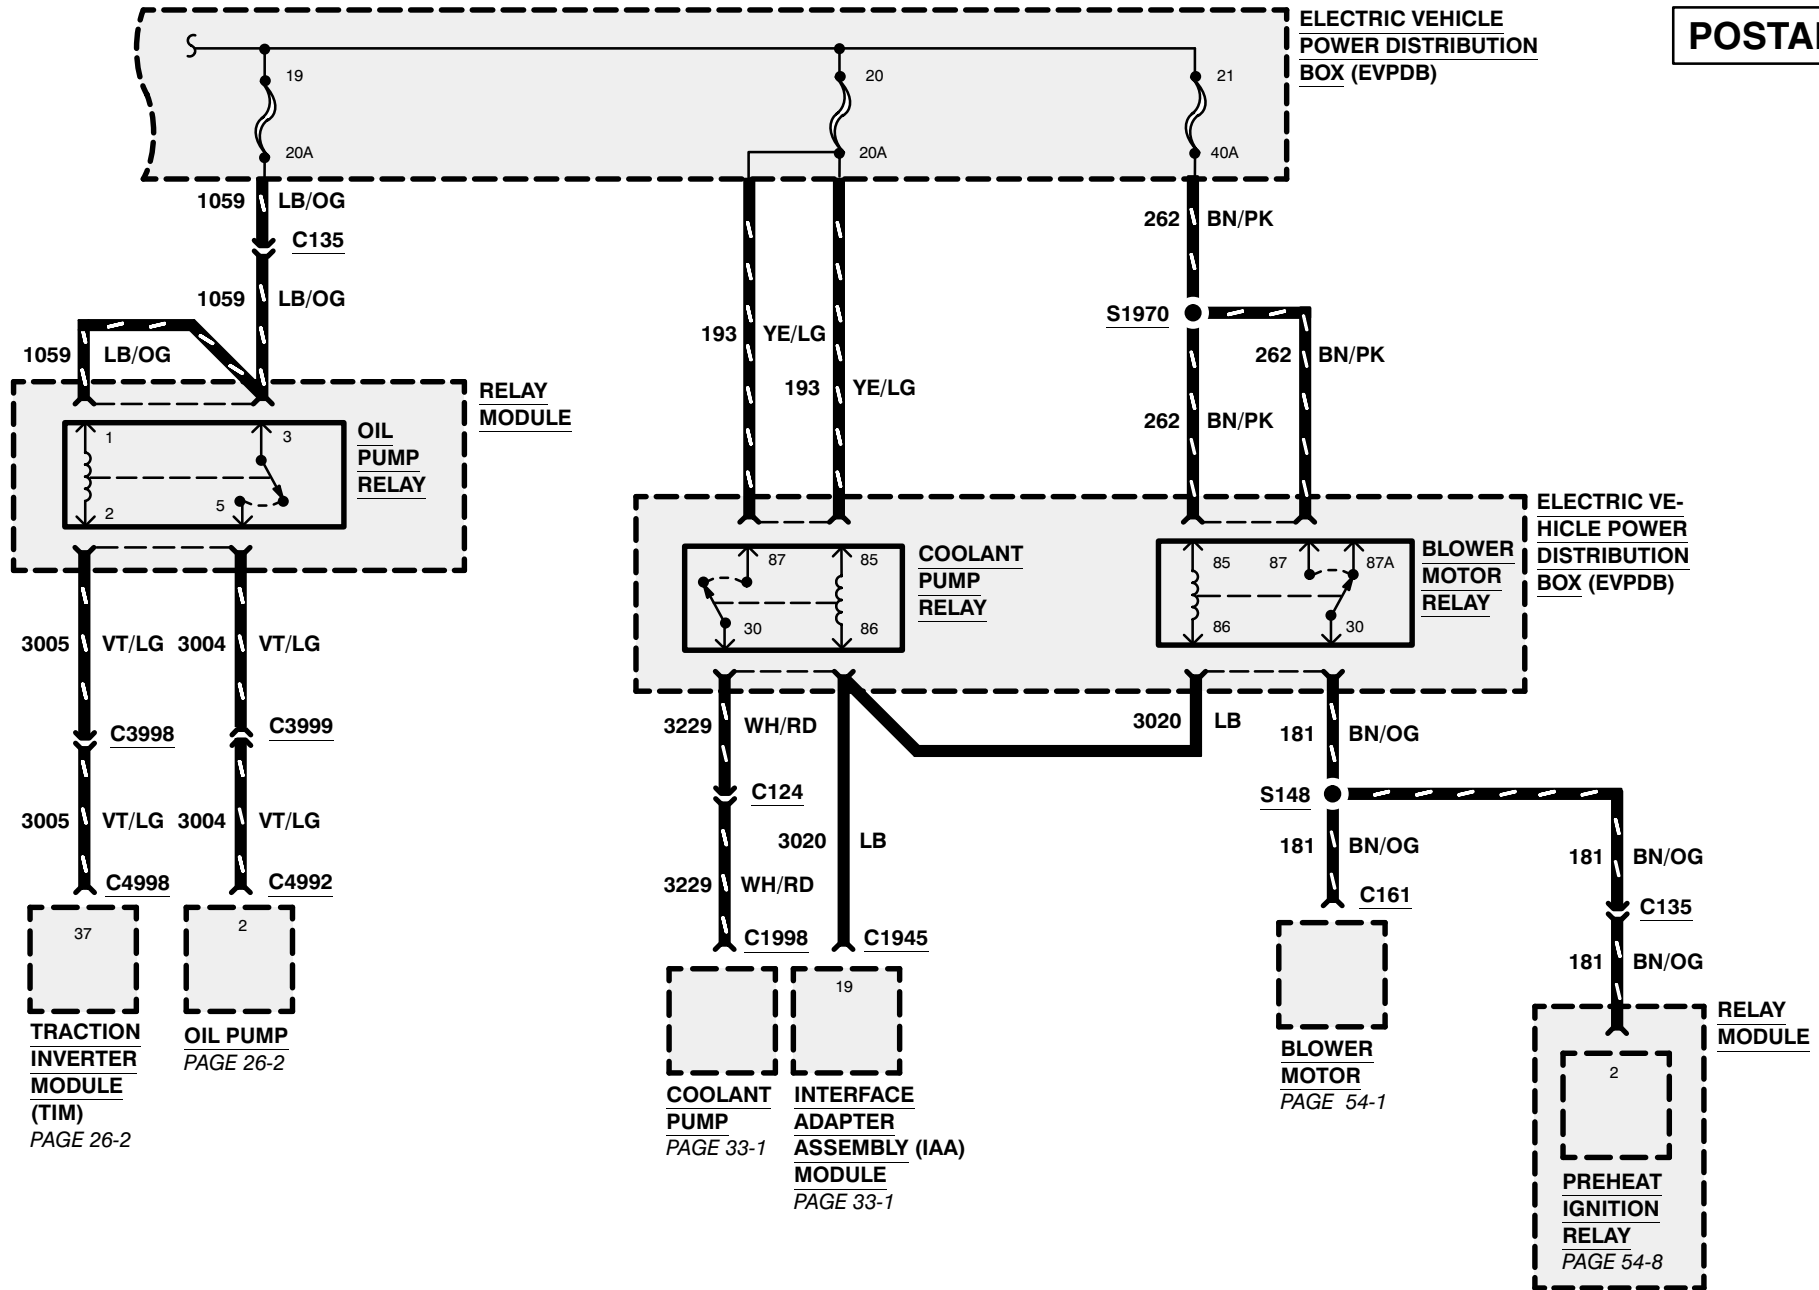 ELECTRIC VEHICLE
POWER DISTRIBUTION
BOX (EVPDB)
19
20
21
20A
20A
40A
1059 LB/OG
C135
1059 LB/OG
1059 LB/OG
193 YE/LG
193 YE/LG
262 BN/PK
S1970
262 BN/PK
262 BN/PK
RELAY
MODULE
1
3
5
2
OIL
PUMP
RELAY
ELECTRIC VE-
HICLE POWER
DISTRIBUTION
BOX (EVPDB)
87
85
30
86
COOLANT
PUMP
RELAY
85
87
87A
86
30
BLOWER
MOTOR
RELAY
3005 VT/LG
3004 VT/LG
C3998
C3999
3005 VT/LG
3004 VT/LG
C4998
C4992
37
2
TRACTION
INVERTER
MODULE
(TIM)
PAGE 26-2
OIL PUMP
PAGE 26-2
3229 WH/RD
3020 LB
181 BN/OG
C124
S148
3020 LB
181 BN/OG
181 BN/OG
3229 WH/RD
C161
C135
C1998
C1945
181 BN/OG
19
COOLANT
PUMP
PAGE 33-1
INTERFACE
ADAPTER
ASSEMBLY (IAA)
MODULE
PAGE 33-1
BLOWER
MOTOR
PAGE 54-1
RELAY
MODULE
2
PREHEAT
IGNITION
RELAY
PAGE 54-8